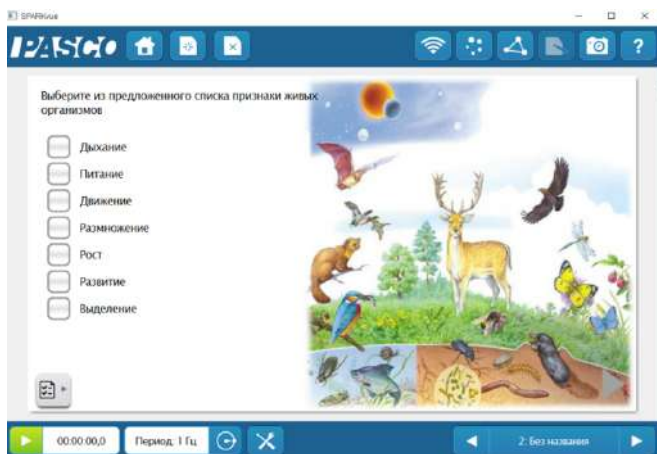 SPARKvue
PASCO
?
Выберите из предложенного списка признаки живых
организмов
Дыхание
Питание
Движение
Размножение
Рост
Развитие
Выделение
00:00:00,0
Период: 1 Гц
2: Без названия